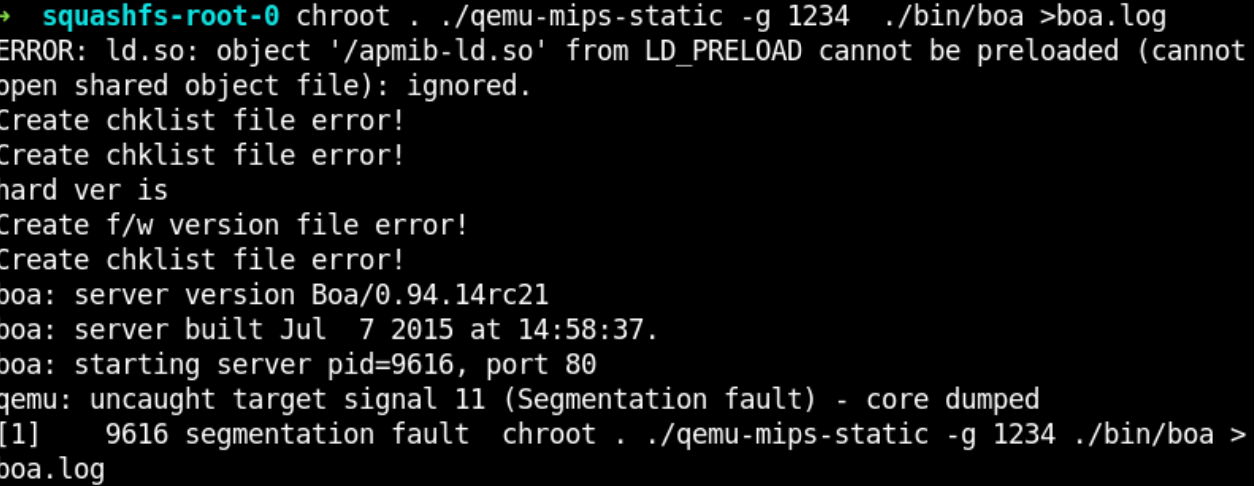 ➜  squashfs-root-0 chroot . ./qemu-mips-static -g 1234  ./bin/boa >boa.log
ERROR: ld.so: object '/apmib-ld.so' from LD_PRELOAD cannot be preloaded (cannot
open shared object file): ignored.
Create chklist file error!
Create chklist file error!
hard ver is
Create f/w version file error!
Create chklist file error!
boa: server version Boa/0.94.14rc21
boa: server built Jul  7 2015 at 14:58:37.
boa: starting server pid=9616, port 80
qemu: uncaught target signal 11 (Segmentation fault) - core dumped
[1]    9616 segmentation fault  chroot . ./qemu-mips-static -g 1234 ./bin/boa >
boa.log